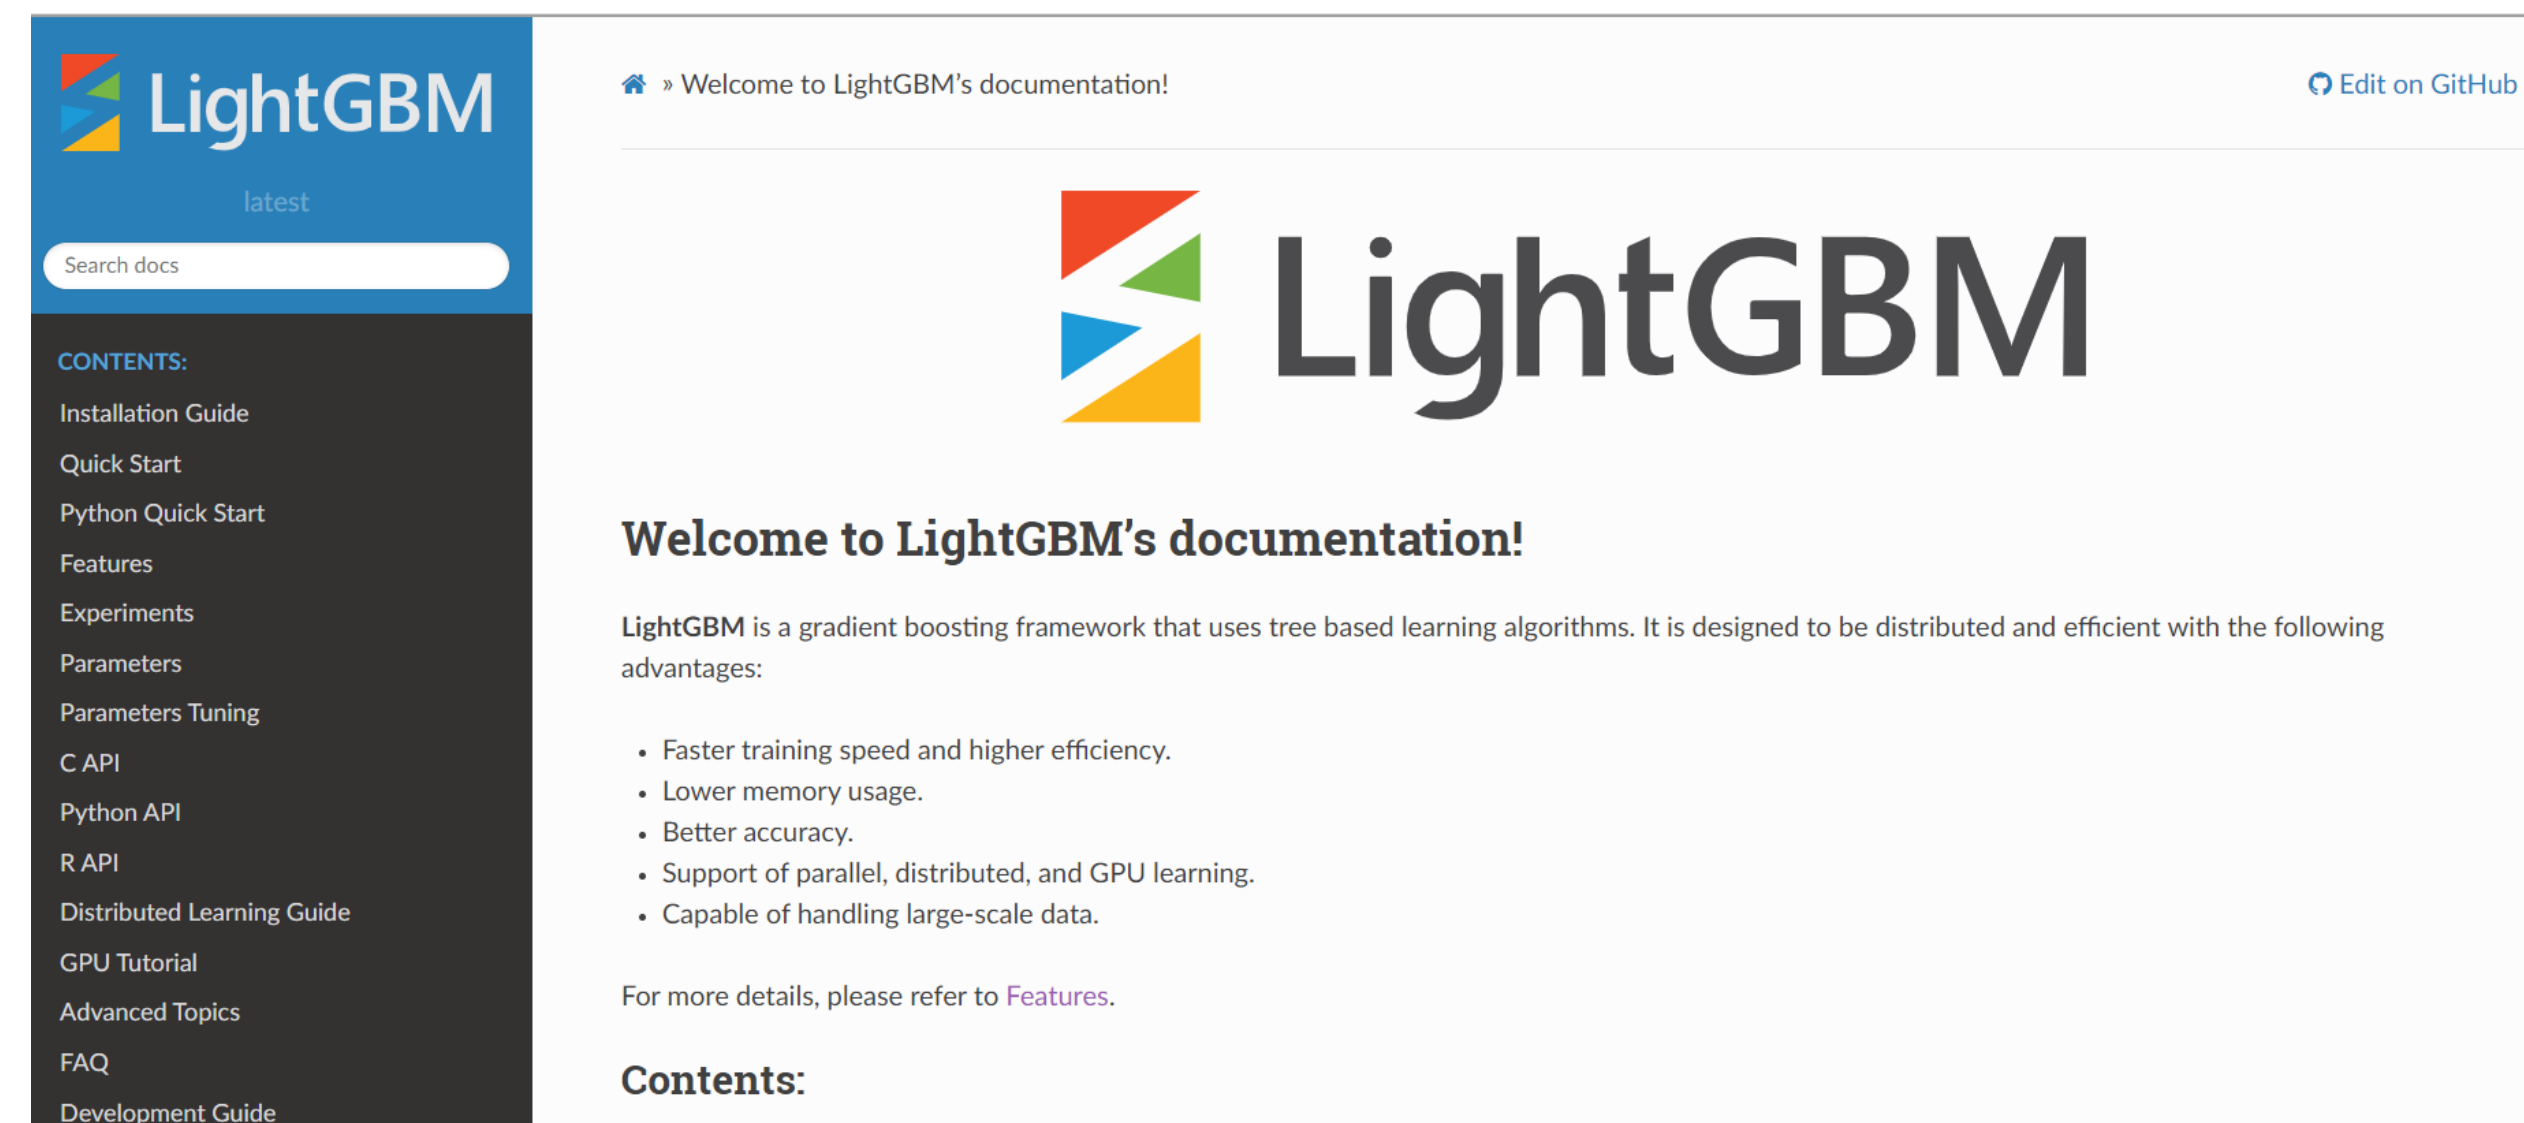 LightGBM
latest
Search docs
CONTENTS:
Installation Guide
Quick Start
Python Quick Start
Features
Experiments
Parameters
Parameters Tuning
C API
Python API
R API
Distributed Learning Guide
GPU Tutorial
Advanced Topics
FAQ
Development Guide
» Welcome to LightGBM’s documentation!
Edit on GitHub
LightGBM
Welcome to LightGBM’s documentation!
LightGBM is a gradient boosting framework that uses tree based learning algorithms. It is designed to be distributed and efficient with the following
advantages:
• Faster training speed and higher efficiency.
• Lower memory usage.
• Better accuracy.
• Support of parallel, distributed, and GPU learning.
• Capable of handling large-scale data.
For more details, please refer to Features.
Contents: